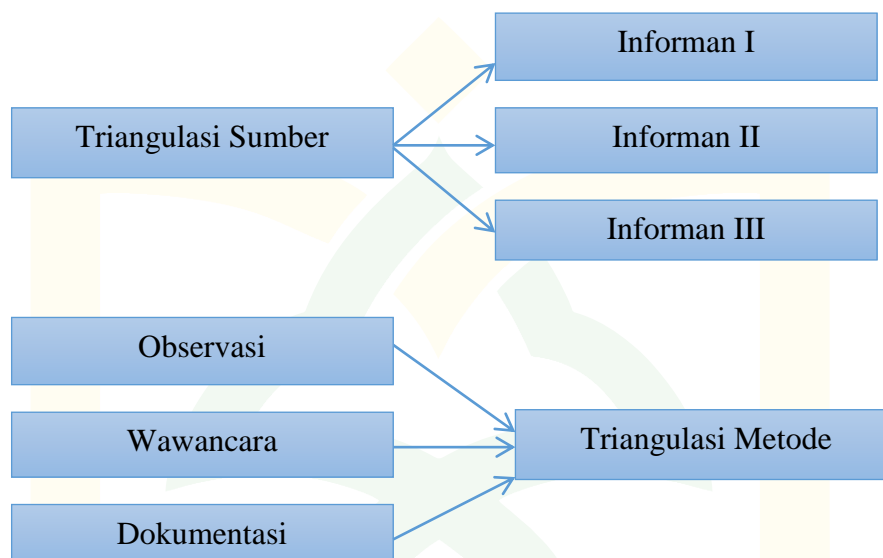 Informan I
Triangulasi Sumber
Informan II
Informan III
Observasi
Wawancara
Triangulasi Metode
Dokumentasi